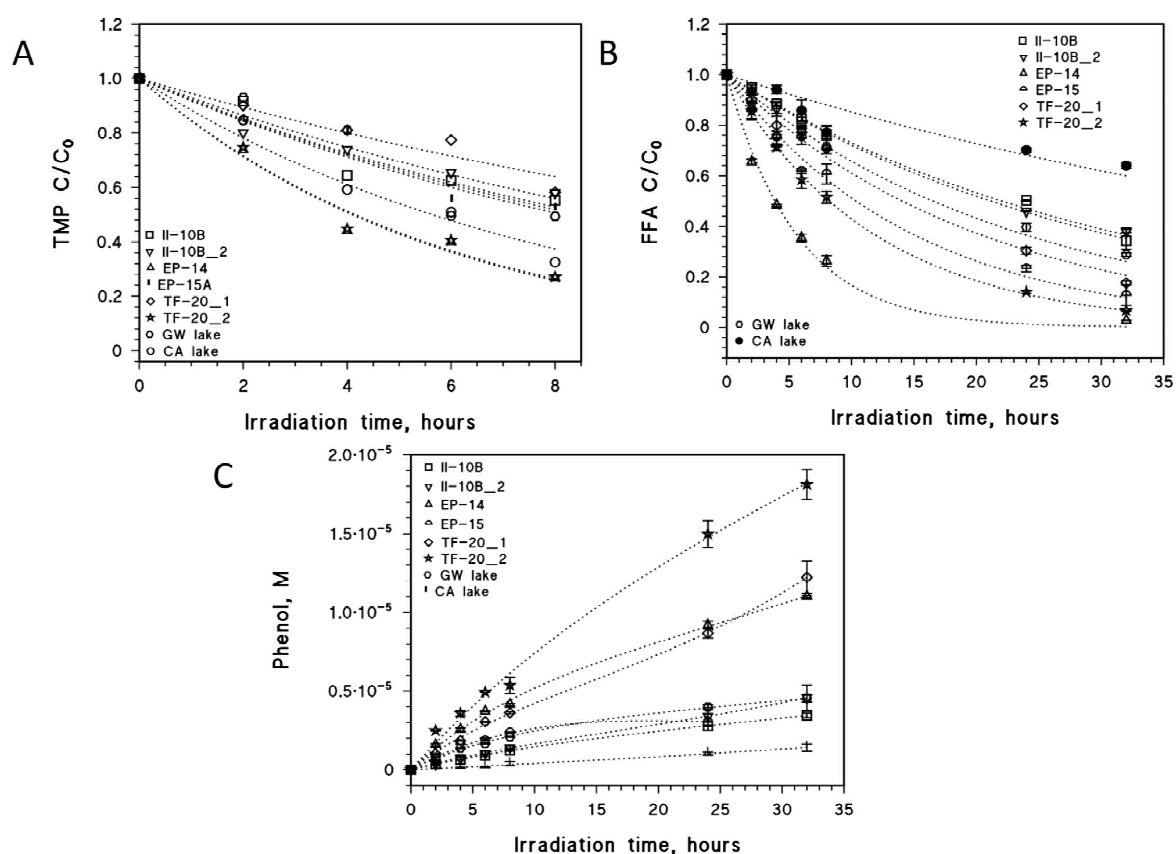 A
TMP C/C0
1.2
1.0
0.8
0.6
0.4
0.2
0
II-10B
II-10B_2
EP-14
EP-15A
TF-20_1
TF-20_2
GW lake
CA lake
0 2 4 6 8
Irradiation time, hours
B
FFA C/C0
1.2
1.0
0.8
0.6
0.4
0.2
0
II-10B
II-10B_2
EP-14
EP-15
TF-20_1
TF-20_2
GW lake
CA lake
0 5 10 15 20 25 30 35
Irradiation time, hours
C
Phenol, M
2.0·10-5
1.5·10-5
1.0·10-5
0.5·10-5
0
II-10B
II-10B_2
EP-14
EP-15
TF-20_1
TF-20_2
GW lake
CA lake
0 5 10 15 20 25 30 35
Irradiation time, hours